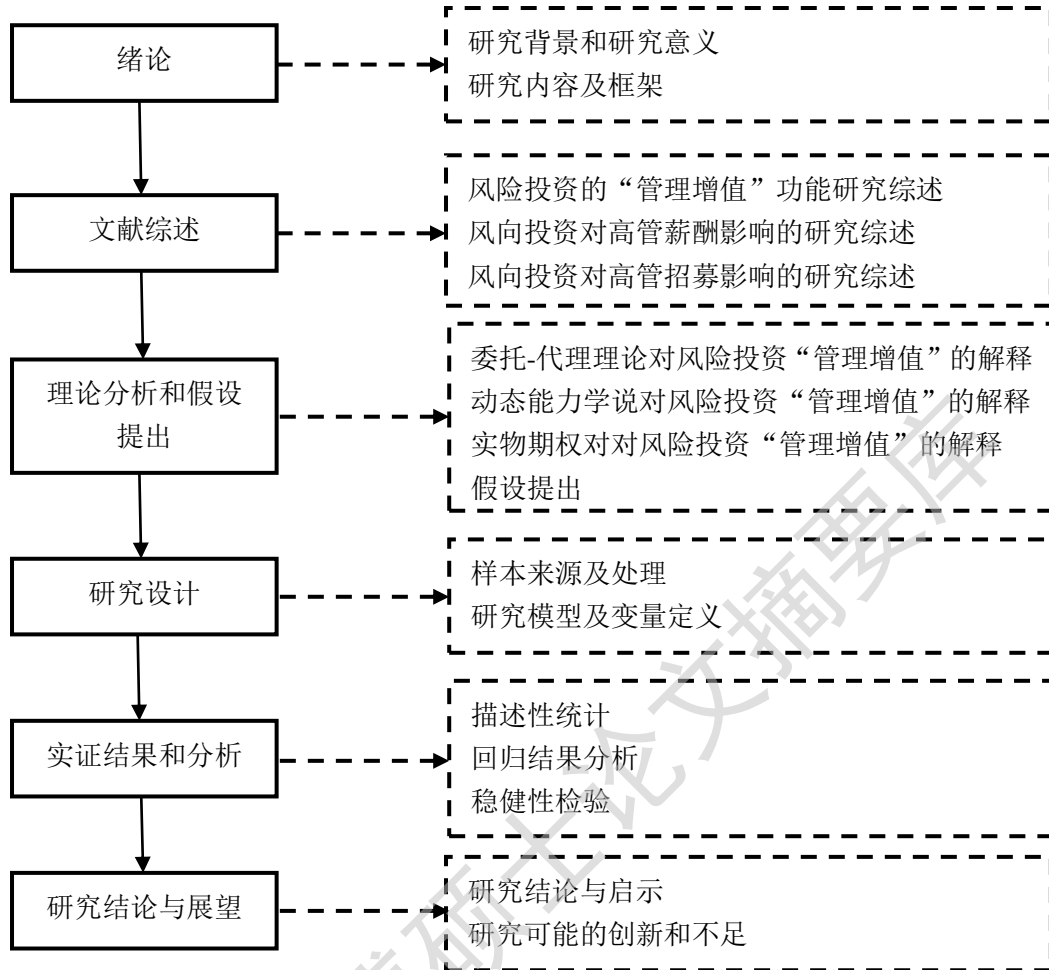 绪论
研究背景和研究意义
研究内容及框架
文献综述
风险投资的“管理增值”功能研究综述
风向投资对高管薪酬影响的研究综述
风向投资对高管招募影响的研究综述
理论分析和假设
提出
委托-代理理论对风险投资“管理增值”的解释
动态能力学说对风险投资“管理增值”的解释
实物期权对对风险投资“管理增值”的解释
假设提出
研究设计
样本来源及处理
研究模型及变量定义
实证结果和分析
描述性统计
回归结果分析
稳健性检验
研究结论与展望
研究结论与启示
研究可能的创新和不足
硕士论文摘要库